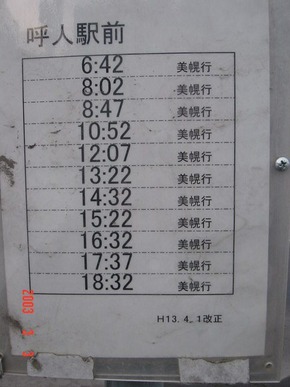 呼人駅前
6:42 美幌行
8:02 美幌行
8:47 美幌行
10:52 美幌行
12:07 美幌行
13:22 美幌行
14:32 美幌行
15:22 美幌行
16:32 美幌行
17:37 美幌行
18:32 美幌行
H13.4.1改正
2003